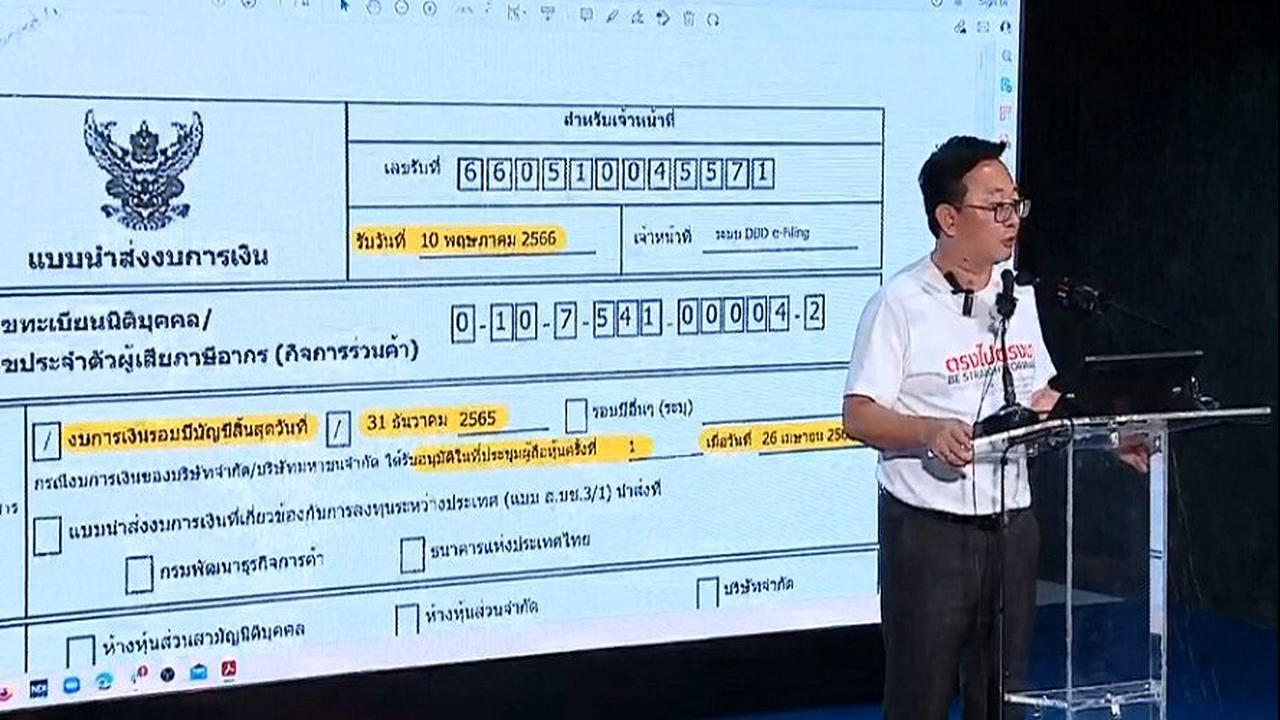 สำหรับเจ้าหน้าที่
เลขรับที่ 660510045571
รับวันที่ 10 พฤษภาคม 2566 เจ้าหน้าที่ ระบบ DBD e-Filing
แบบนำส่งงบการเงิน
ขทะเบียนนิติบุคคล/ 0-10-7-541-00004-2
ขประจำตัวผู้เสียภาษีอากร (กิจการร่วมค้า)
/ งบการเงินรอบปีบัญชีสิ้นสุดวันที่ / 31 ธันวาคม 2565 รอบปีอื่นๆ (ระบุ)
กรณีงบการเงินของบริษัทจำกัด/บริษัทมหาชนจำกัด ได้รับอนุมัติในที่ประชุมผู้ถือหุ้นครั้งที่ 1 เมื่อวันที่ 26 เมษายน
แบบนำส่งงบการเงินที่เกี่ยวข้องกับการลงทุนระหว่างประเทศ (แบบ ส.บช.3/1) นำส่งที่
กรมพัฒนาธุรกิจการค้า ธนาคารแห่งประเทศไทย
ห้างหุ้นส่วนสามัญนิติบุคคล ห้างหุ้นส่วนจำกัด บริษัทจำกัด
ตรงไปตรงมา